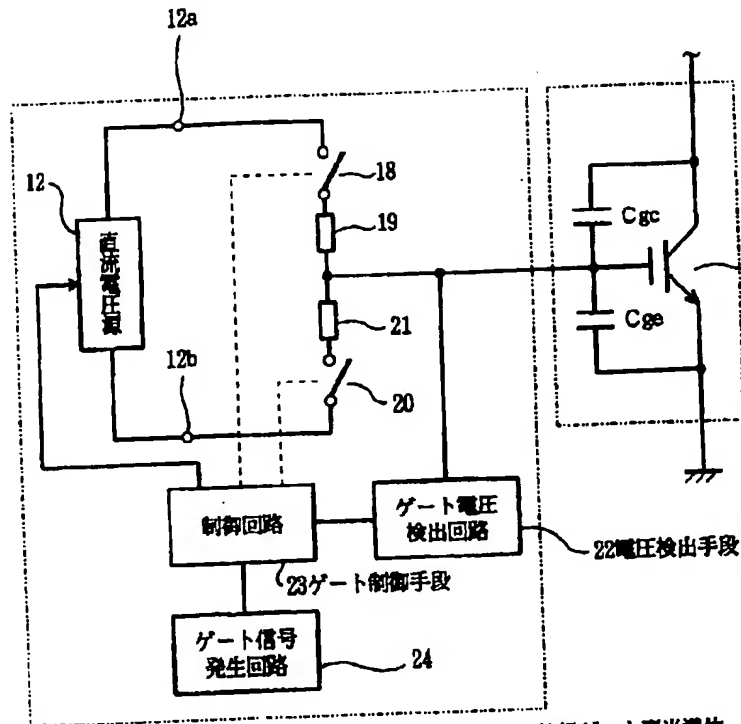 12a
12
直流電圧源
18
19
Cgc
21
Cge
12b
20
制御回路
ゲート電圧
検出回路
22電圧検出手段
23ゲート制御手段
ゲート信号
発生回路
24